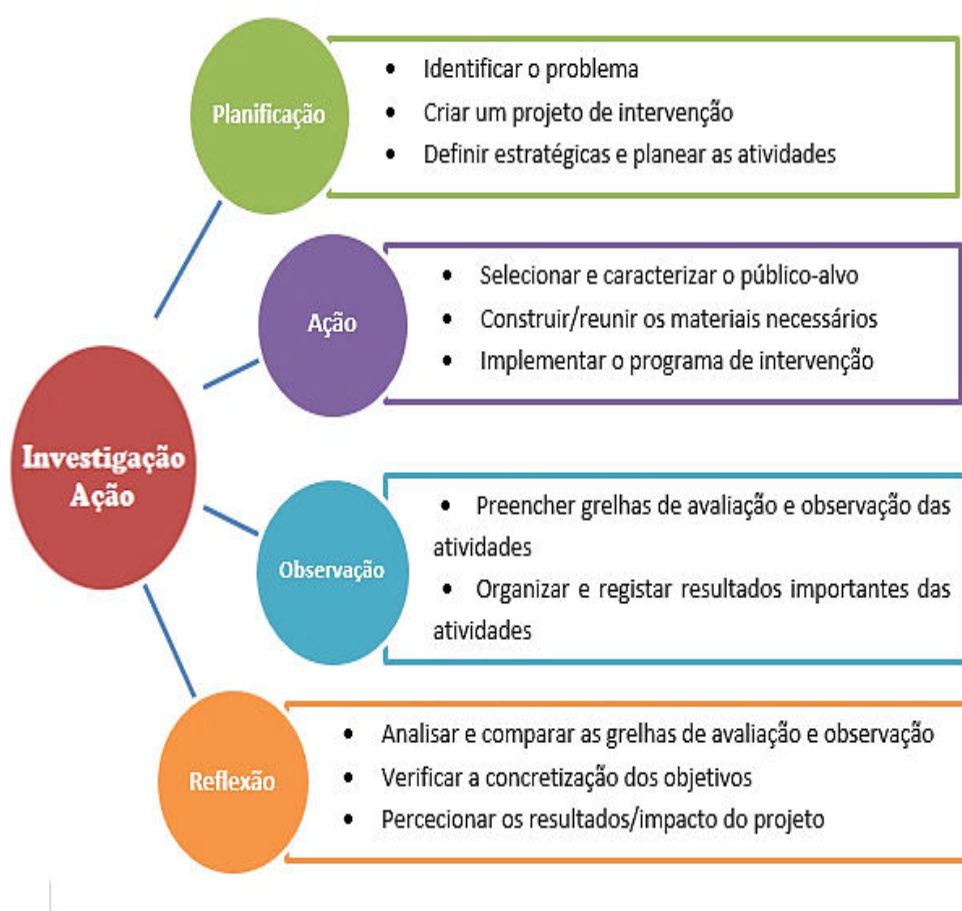 Planificação
• Identificar o problema
• Criar um projeto de intervenção
• Definir estratégicas e planear as atividades
Ação
• Selecionar e caracterizar o público-alvo
• Construir/reunir os materiais necessários
• Implementar o programa de intervenção
Investigação
Ação
Observação
• Preencher grelhas de avaliação e observação das
atividades
• Organizar e registar resultados importantes das
atividades
Reflexão
• Analisar e comparar as grelhas de avaliação e observação
• Verificar a concretização dos objetivos
• Percecionar os resultados/impacto do projeto